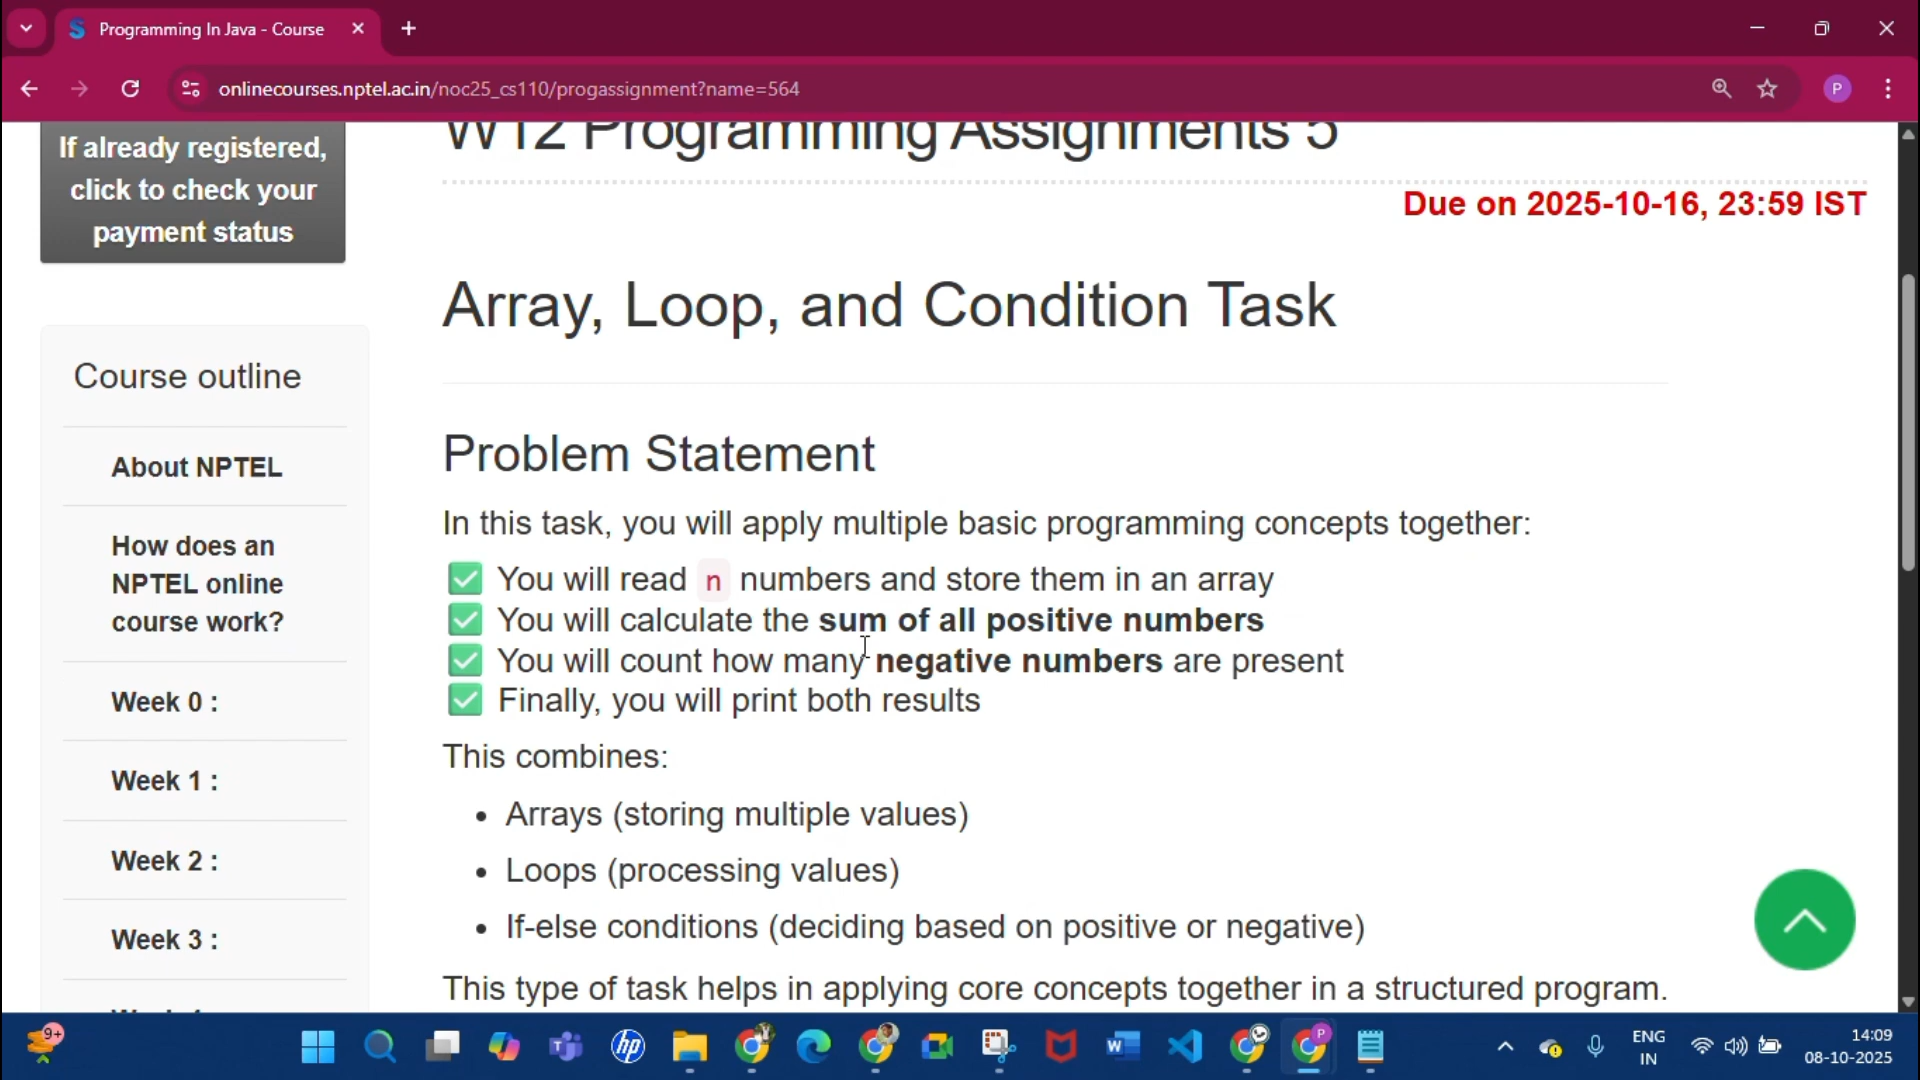 Programming In Java - Course
onlinecourses.nptel.ac.in/noc25_cs110/progassignment?name=564
P
If already registered,
click to check your
payment status
Course outline
About NPTEL
How does an
NPTEL online
course work?
Week 0 :
Week 1 :
Week 2 :
Week 3 :
W12 Programming Assignments 5
Due on 2025-10-16, 23:59 IST
Array, Loop, and Condition Task
Problem Statement
In this task, you will apply multiple basic programming concepts together:
✅ You will read n numbers and store them in an array
✅ You will calculate the sum of all positive numbers
✅ You will count how many negative numbers are present
✅ Finally, you will print both results
This combines:
• Arrays (storing multiple values)
• Loops (processing values)
• If-else conditions (deciding based on positive or negative)
This type of task helps in applying core concepts together in a structured program.
9+
hp
W
P
ENG
IN
14:09
08-10-2025